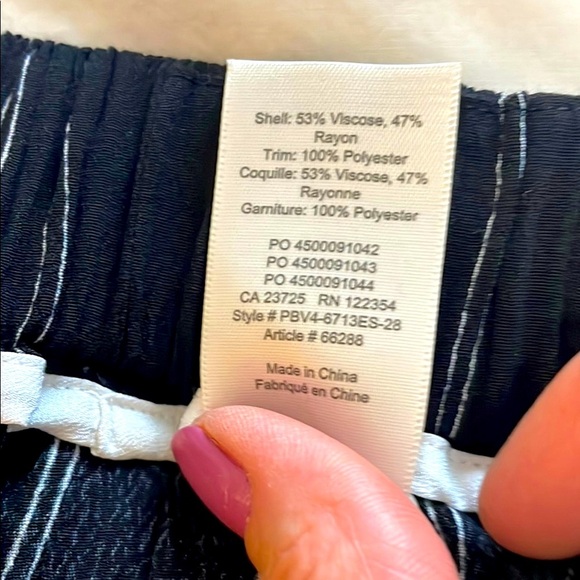 Shell: 53% Viscose, 47%
Rayon
Trim: 100% Polyester
Coquille: 53% Viscose, 47%
Rayonne
Garniture: 100% Polyester
PO 4500091042
PO 4500091043
PO 4500091044
CA 23725 RN 122354
Style # PBV4-6713ES-28
Article # 66288
Made in China
Fabriqué en Chine